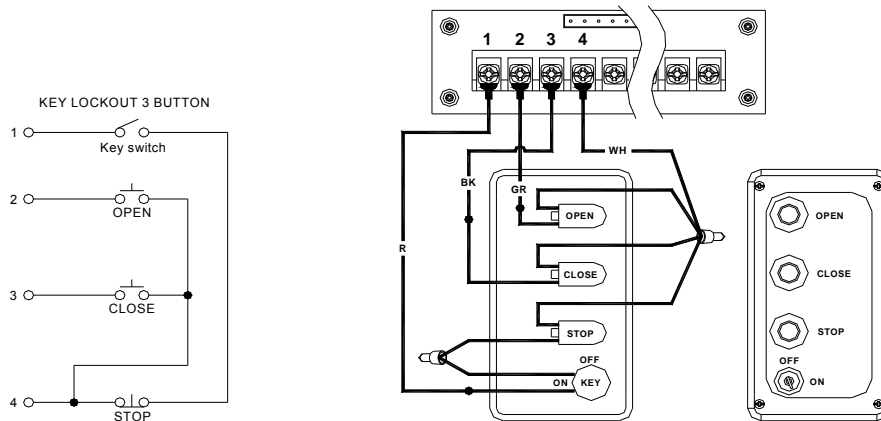 KEY LOCKOUT 3 BUTTON
1
Key switch
2
OPEN
3
CLOSE
4
STOP
1 2 3 4
WH
BK
GR
R
OPEN
CLOSE
STOP
OFF
ON KEY
OPEN
CLOSE
STOP
OFF
ON